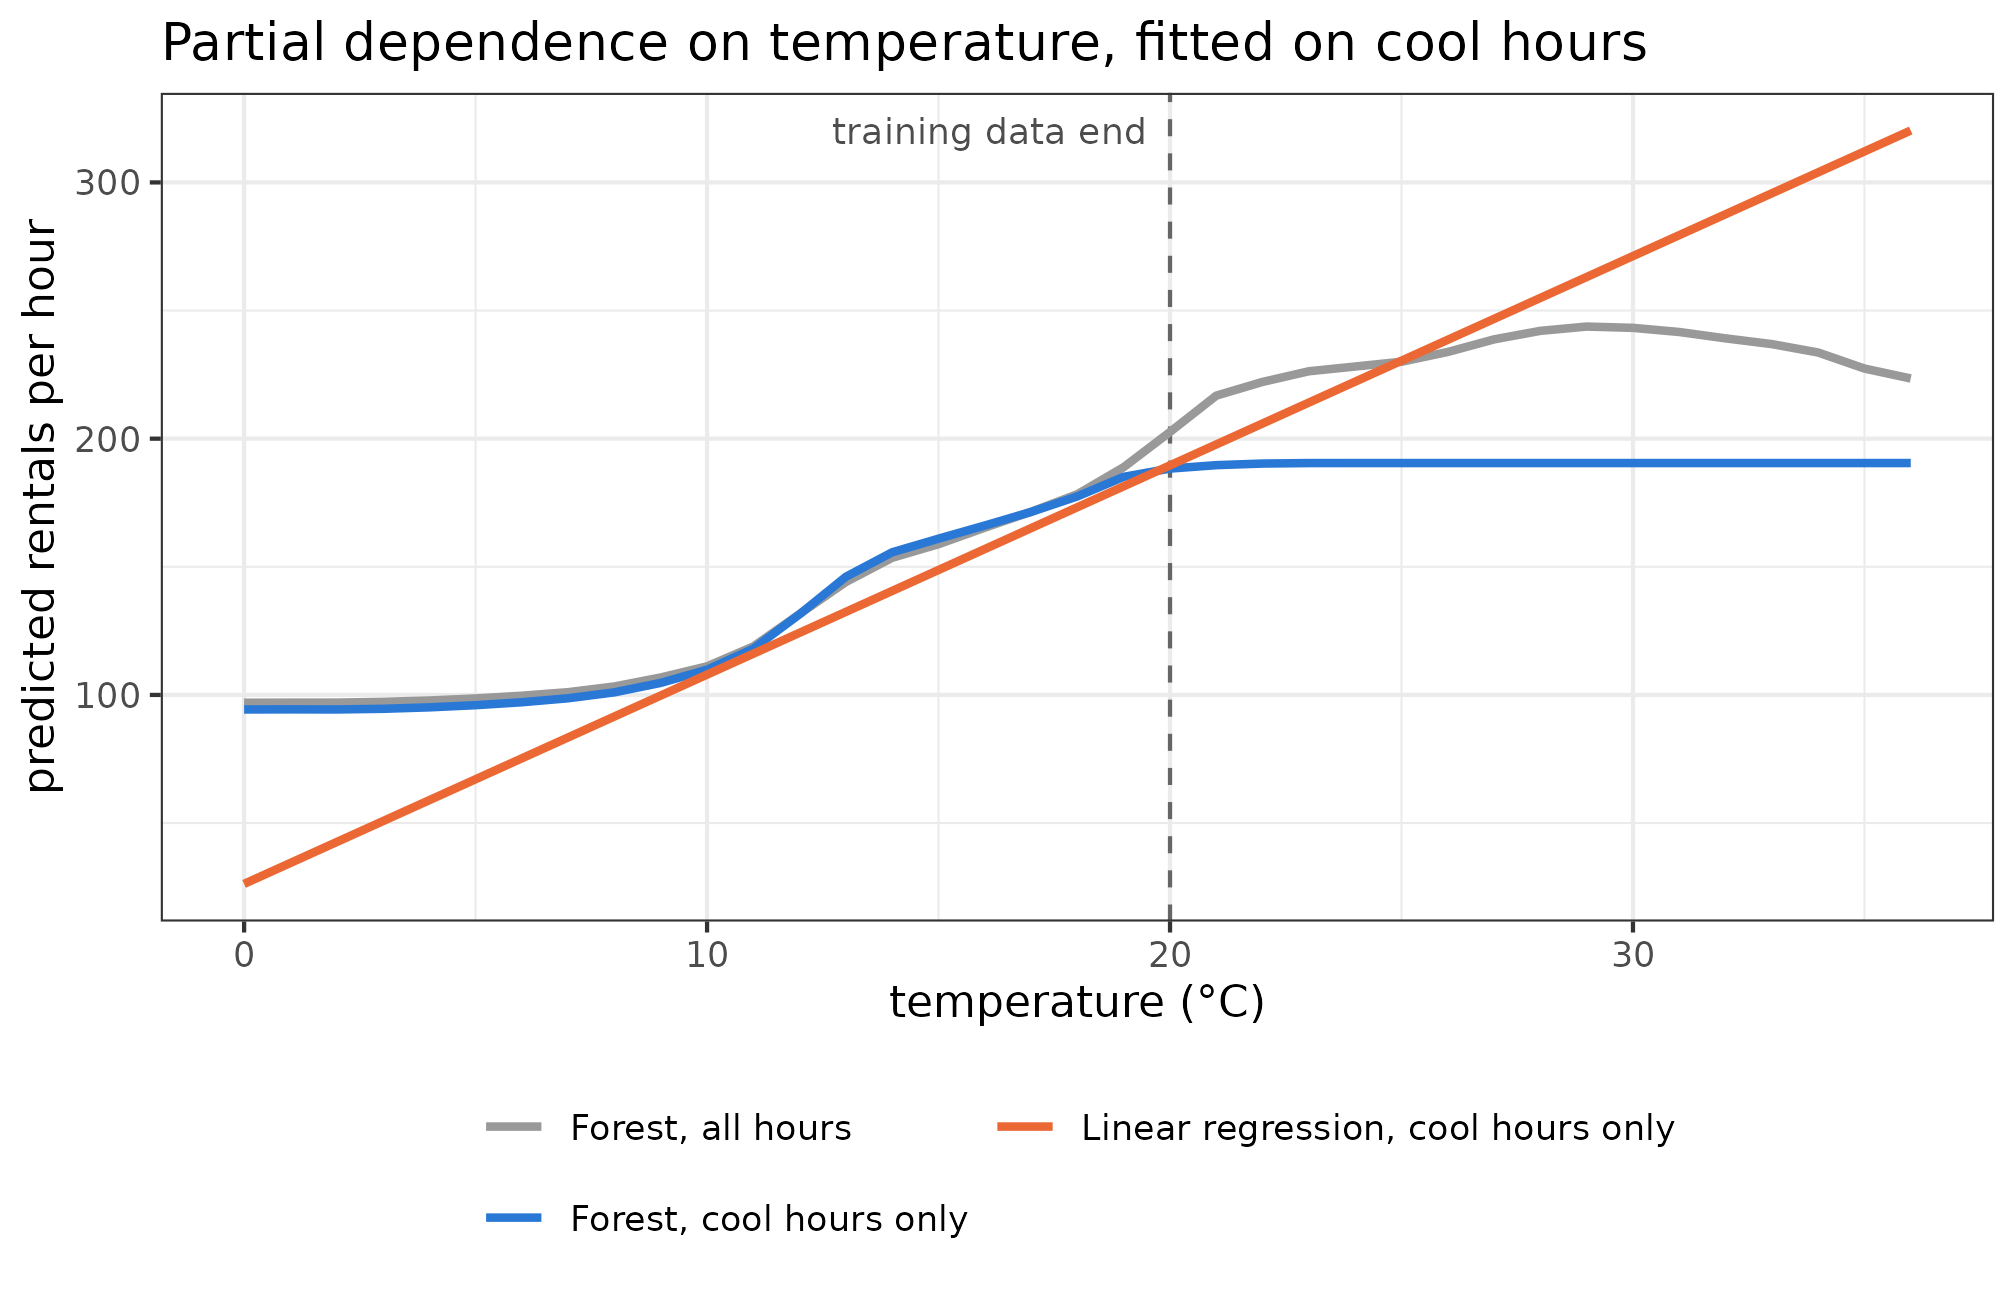 Partial dependence on temperature, fitted on cool hours
training data end
predicted rentals per hour
300
200
100
0 10 20 30
temperature (°C)
Forest, all hours
Linear regression, cool hours only
Forest, cool hours only